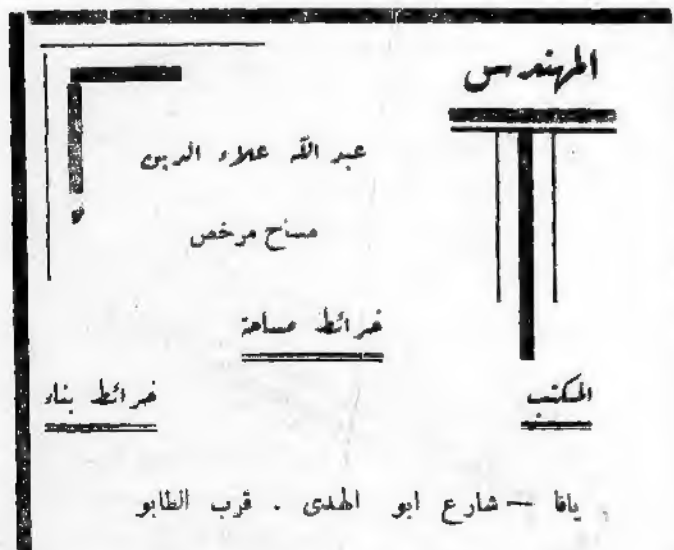 المهندس
عبد الله علاء الدين
مساح مرخص
خرائط مساحة
المكتب
خرائط بناء
يافا — شارع ابو الهدى . قرب الطابو